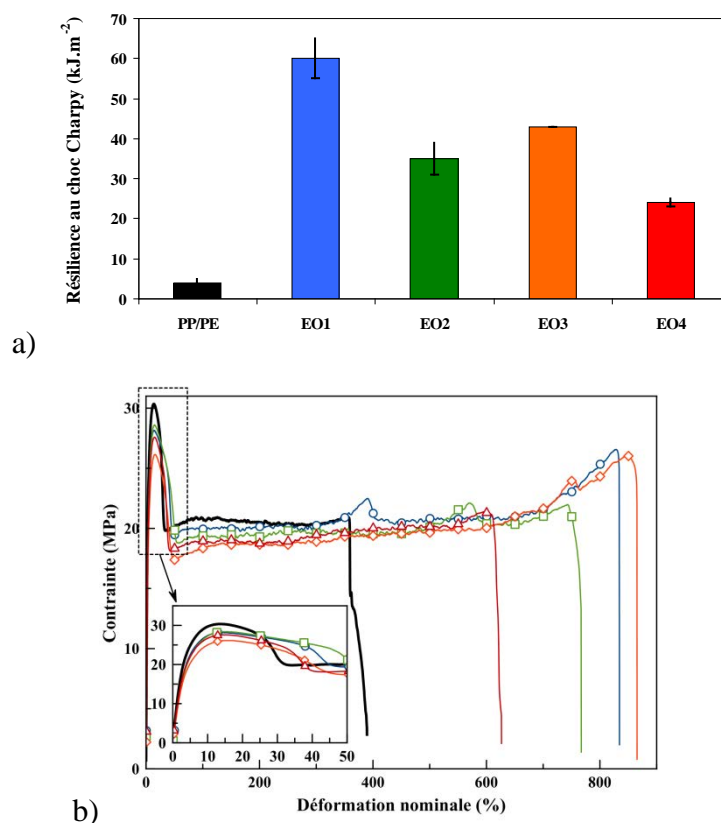 Résilience au choc Charpy (kJ.m-2)
70
60
50
40
30
20
10
0
PP/PE EO1 EO2 EO3 EO4
a)
Contrainte (MPa)
30
20
10
0
30
20
10
0
0 10 20 30 40 50
0 200 400 600 800
Déformation nominale (%)
b)